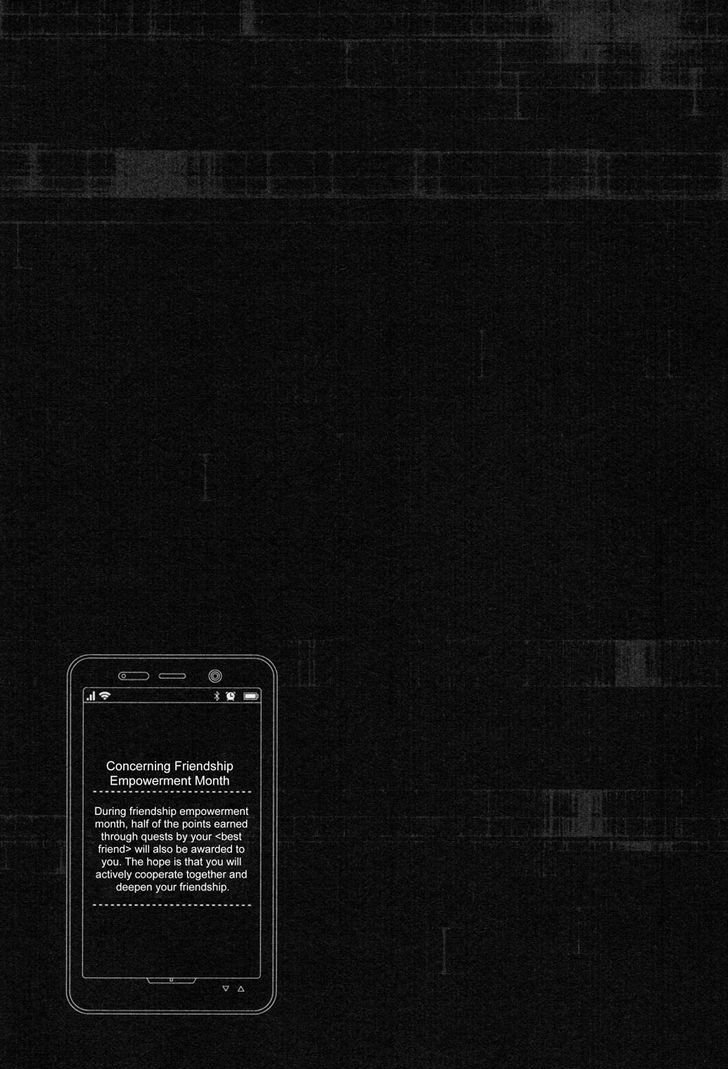 Concerning Friendship
Empowerment Month
During friendship empowerment
month, half of the points earned
through quests by your <best
friend> will also be awarded to
you. The hope is that you will
actively cooperate together and
deepen your friendship.